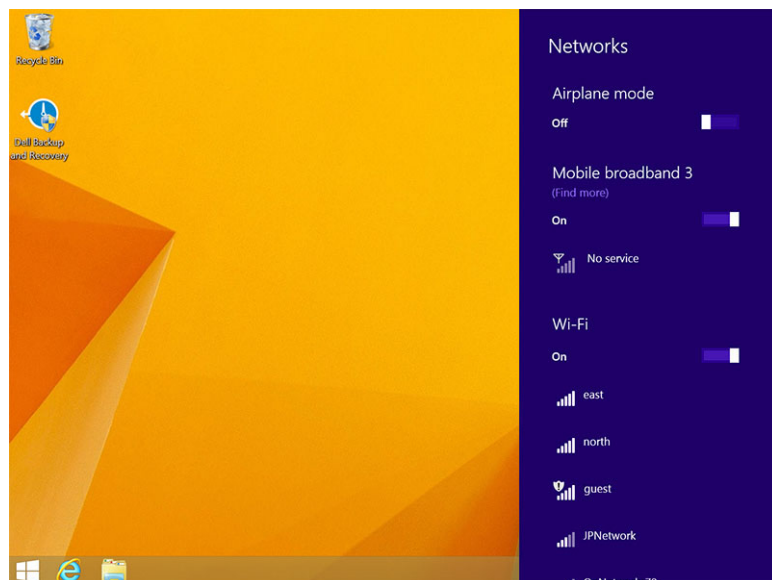 Recycle Bin
Dell Backup
and Recovery
Networks
Airplane mode
Off
Mobile broadband 3
(Find more)
On
No service
Wi-Fi
On
east
north
guest
JPNetwork